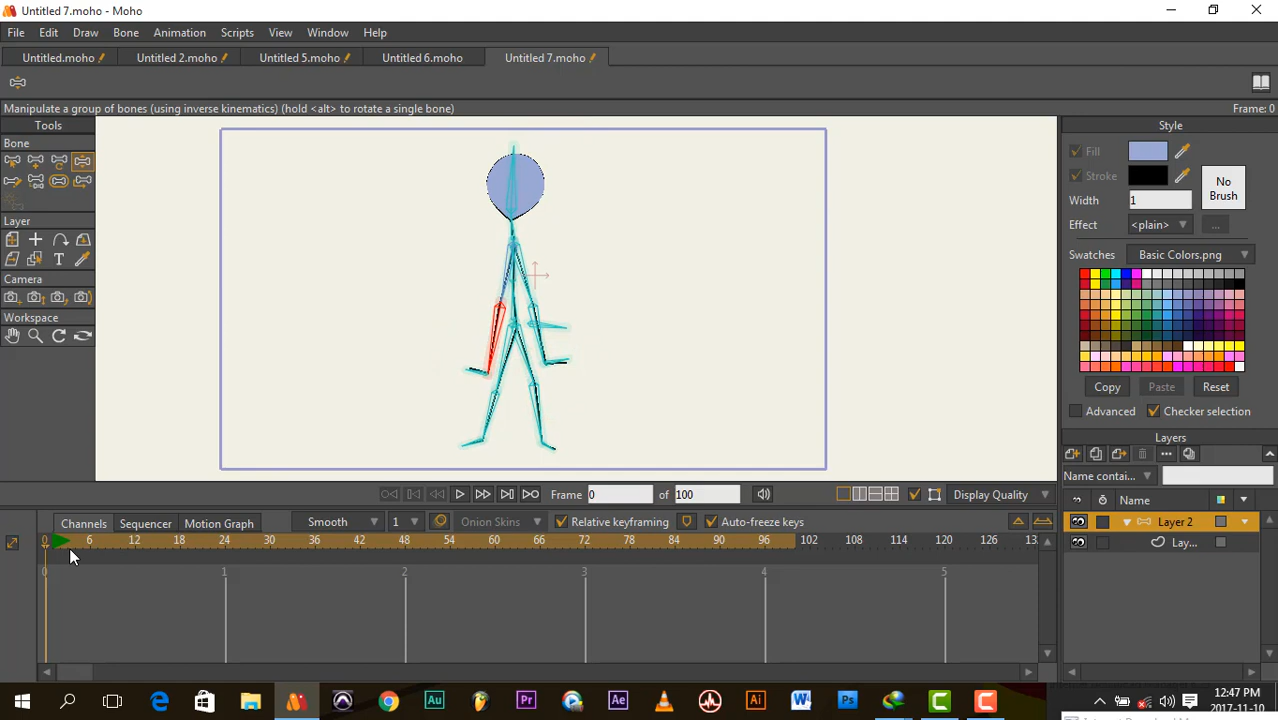 Untitled 7.moho - Moho
File Edit Draw Bone Animation Scripts View Window Help
Untitled.moho Untitled 2.moho Untitled 5.moho Untitled 6.moho Untitled 7.moho
Manipulate a group of bones (using inverse kinematics) (hold <alt> to rotate a single bone) Frame: 0
Tools
Bone
Layer
T
Camera
Workspace
Style
Fill
Stroke
No Brush
Width 1
Effect <plain> ...
Swatches Basic Colors.png
Copy Paste Reset
Advanced Checker selection
Layers
Name contai...
Name
Layer 2
Lay...
Frame 0 of 100 Display Quality
Channels Sequencer Motion Graph Smooth 1 Onion Skins Relative keyframing Auto-freeze keys
0 6 12 18 24 30 36 42 48 54 60 66 72 78 84 90 96 102 108 114 120 126 132
0 1 2 3 4 5
Au Pr Ae Ai W Ps
12:47 PM
2017-11-10